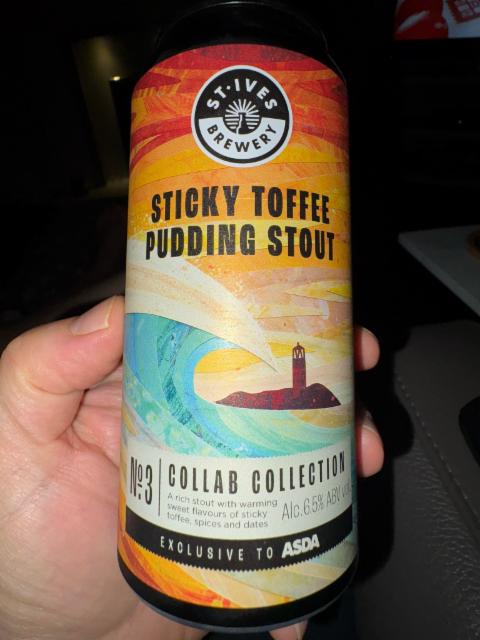 ST·IVES
BREWERY
STICKY TOFFEE
PUDDING STOUT
Nº3
COLLAB COLLECTION
A rich stout with warming
sweet flavours of sticky
toffee, spices and dates
Alc.6.5% ABV
EXCLUSIVE TO ASDA